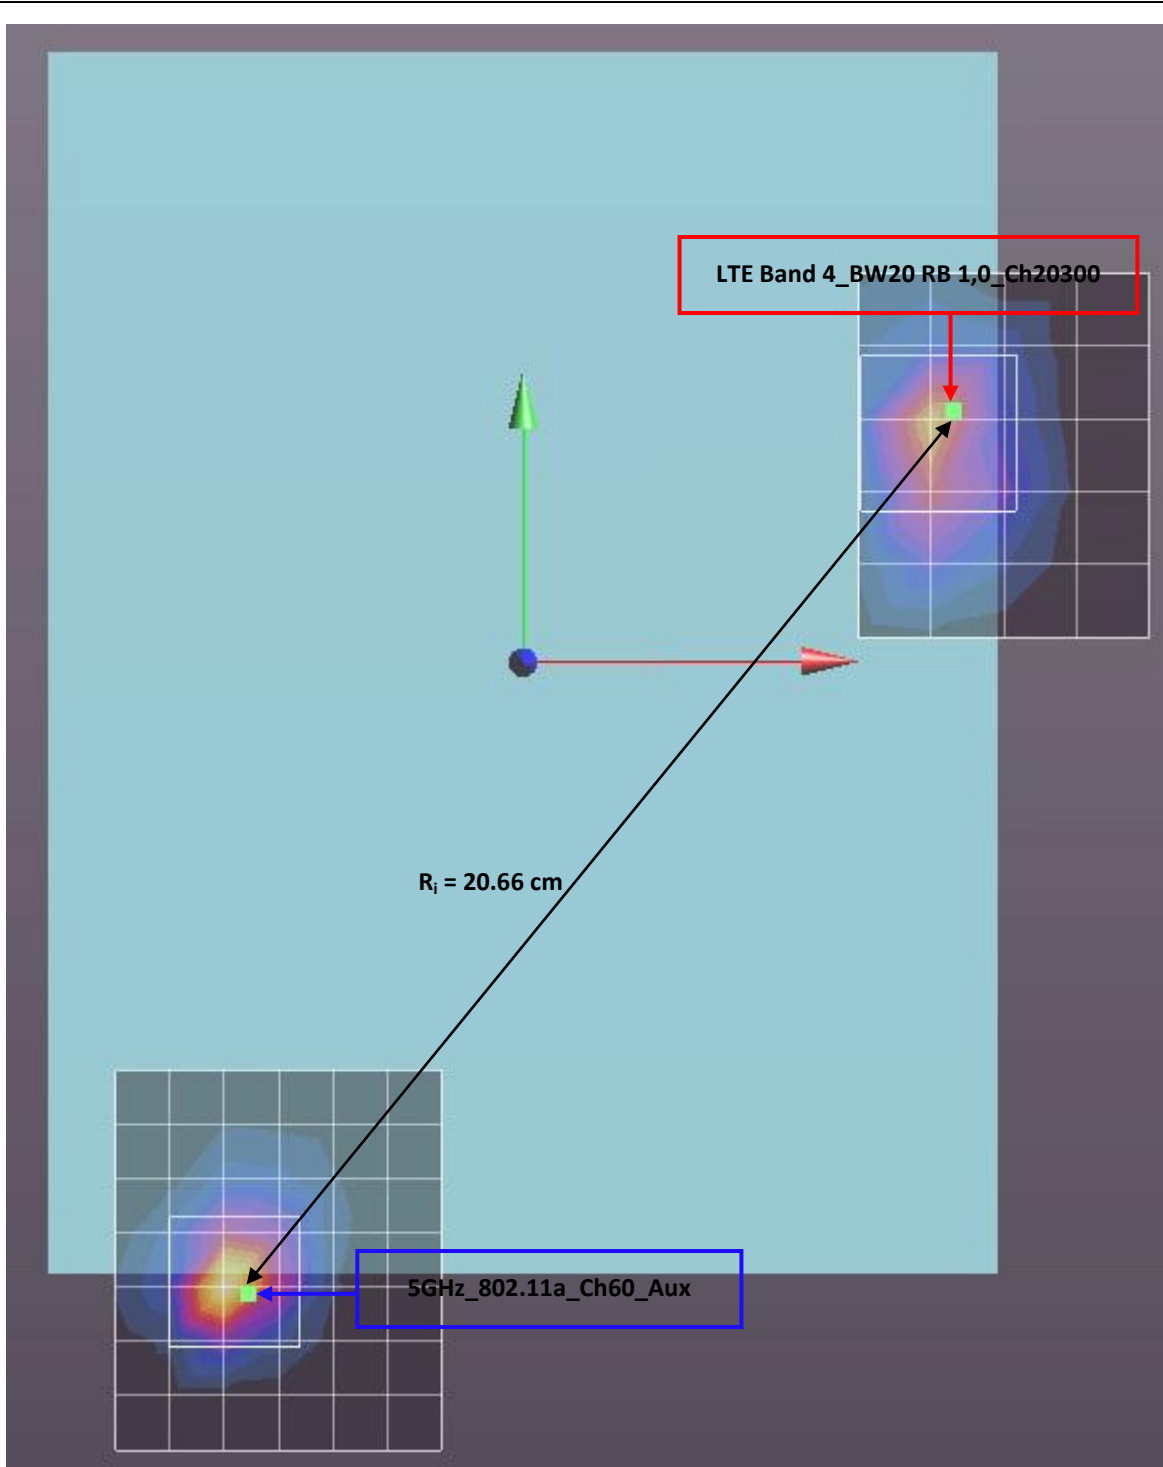 LTE Band 4_BW20 RB 1,0_Ch20300
Rᵢ = 20.66 cm
5GHz_802.11a_Ch60_Aux